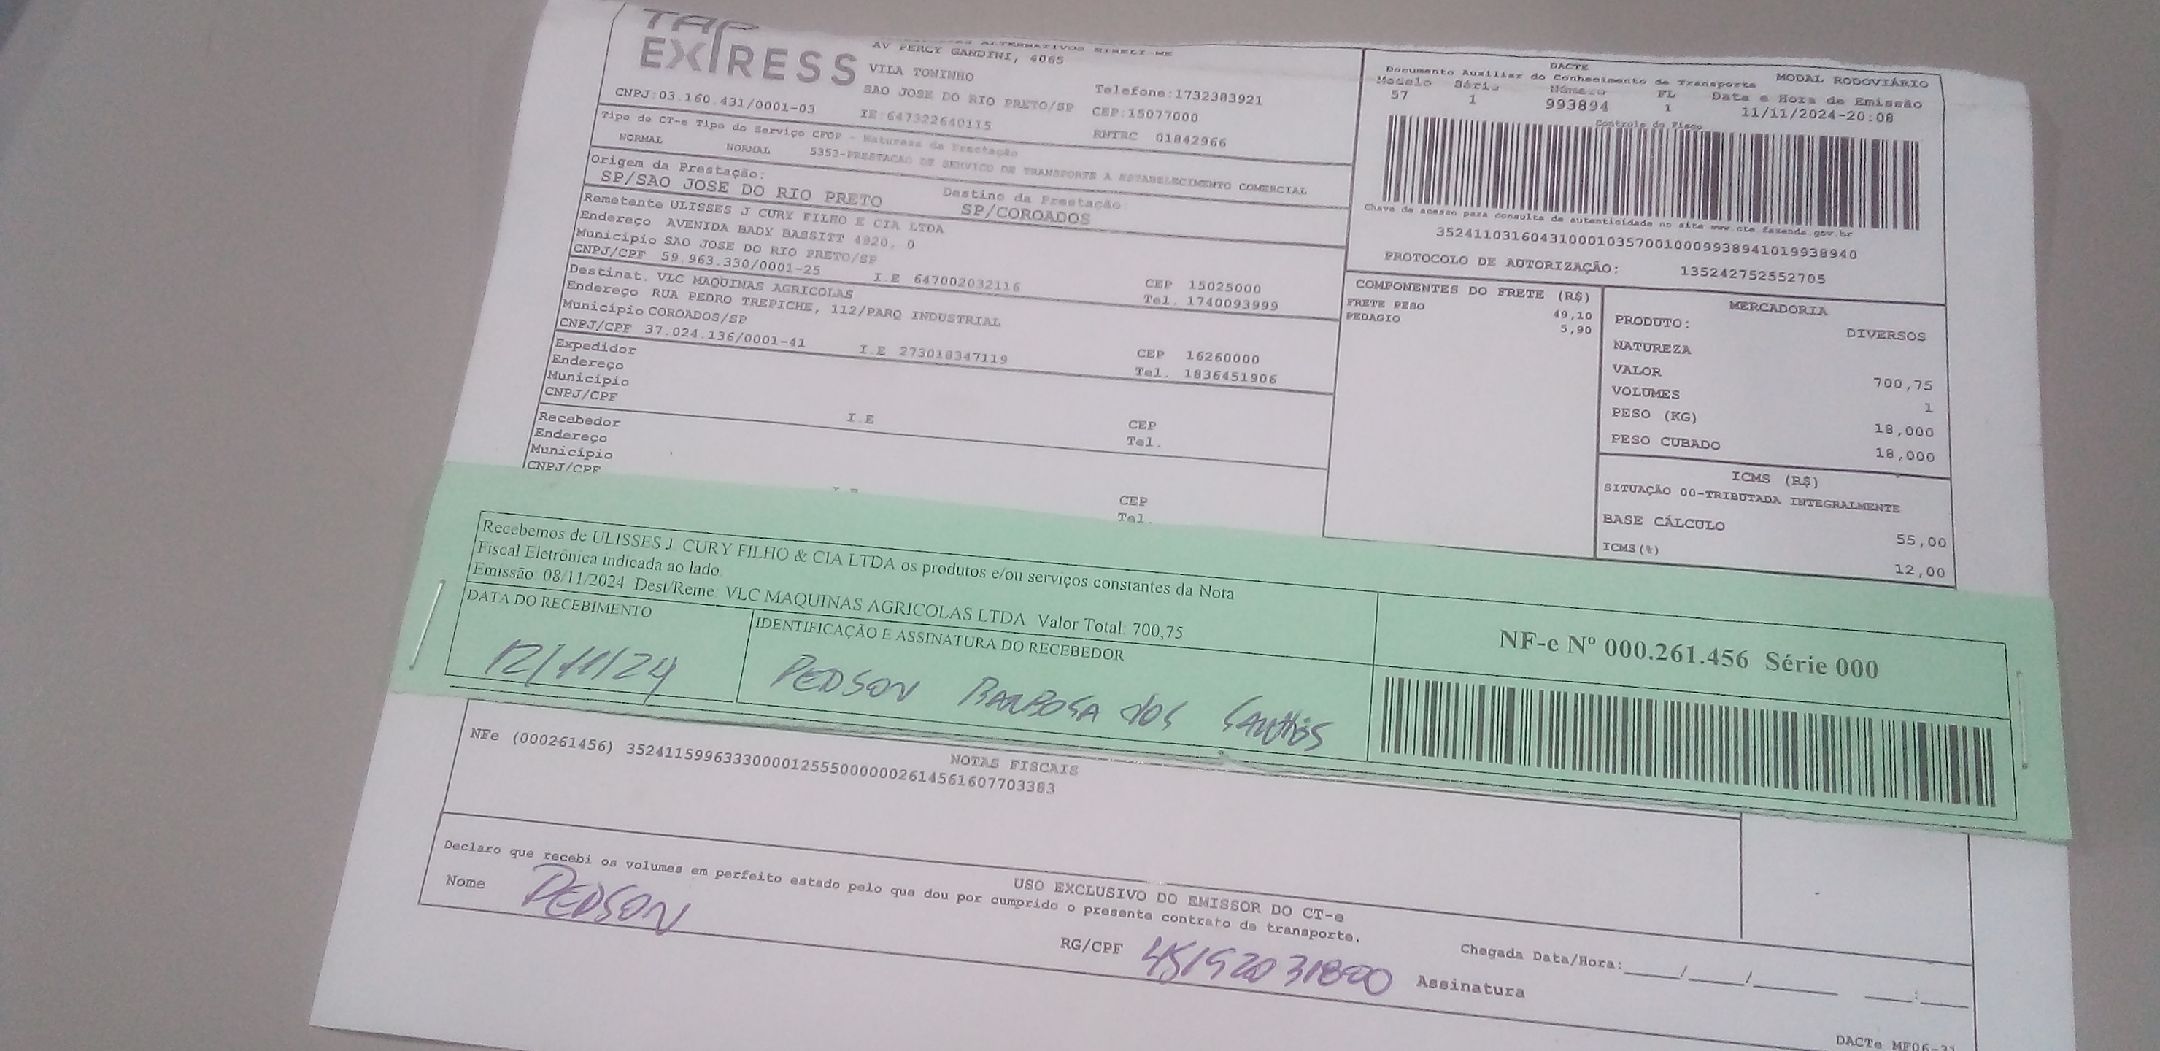 TAP
EXPRESS
AV PERCY GANDINI, 4065
VILA TONINHO
SAO JOSE DO RIO PRETO/SP
Telefone:1732383921
CEP:15077000
CNPJ:03.160.431/0001-03
IE:647322640115
RNTRC 01842966
DACTE
Documento Auxiliar do Conhecimento de Transporte
MODAL RODOVIÁRIO
Modelo Série Número FL Data e Hora de Emissão
57 1 993894 1 11/11/2024-20:08
Controle do Fisco
Chave de acesso para consulta de autenticidade no site www.cte.fazenda.gov.br
35241103160431000103570010009938941019938940
PROTOCOLO DE AUTORIZAÇÃO: 135242752552705
Tipo do CT-e Tipo do Serviço CFOP - Natureza da Prestação
NORMAL NORMAL 5353-PRESTACAO DE SERVICO DE TRANSPORTE A ESTABELECIMENTO COMERCIAL
Origem da Prestação: Destino da Prestação:
SP/SAO JOSE DO RIO PRETO SP/COROADOS
Remetente ULISSES J CURY FILHO E CIA LTDA
Endereço AVENIDA BADY BASSITT 4820, 0
Município SAO JOSE DO RIO PRETO/SP CEP 15025000
CNPJ/CPF 59.963.330/0001-25 I.E 647002032116 Tel. 1740093999
Destinat. VLC MAQUINAS AGRICOLAS
Endereço RUA PEDRO TREPICHE, 112/PARQ INDUSTRIAL
Município COROADOS/SP CEP 16260000
CNPJ/CPF 37.024.136/0001-41 I.E 273018347119 Tel. 1836451906
Expedidor
Endereço
Município CEP
CNPJ/CPF I.E Tel.
Recebedor
Endereço
Município CEP
CNPJ/CPF Tel.
COMPONENTES DO FRETE (R$)
FRETE PESO 49,10
PEDAGIO 5,90
MERCADORIA
PRODUTO: DIVERSOS
NATUREZA
VALOR 700,75
VOLUMES 1
PESO (KG) 18,000
PESO CUBADO 18,000
ICMS (R$)
SITUAÇÃO 00-TRIBUTADA INTEGRALMENTE
BASE CÁLCULO 55,00
ICMS(%) 12,00
Recebemos de ULISSES J. CURY FILHO & CIA LTDA os produtos e/ou serviços constantes da Nota
Fiscal Eletrônica indicada ao lado.
Emissão: 08/11/2024 Dest/Reme: VLC MAQUINAS AGRICOLAS LTDA Valor Total: 700,75
DATA DO RECEBIMENTO
IDENTIFICAÇÃO E ASSINATURA DO RECEBEDOR
12/11/24
PEDSON BARBOSA dos SANTOS
NF-e Nº 000.261.456 Série 000
NOTAS FISCAIS
NFe (000261456) 35241159963330000125550000002614561607703383
USO EXCLUSIVO DO EMISSOR DO CT-e
Declaro que recebi os volumes em perfeito estado pelo que dou por cumprido o presente contrato de transporte.
Nome PEDSON
RG/CPF 45192031800
Assinatura
Chegada Data/Hora:____/____/____ ___:___